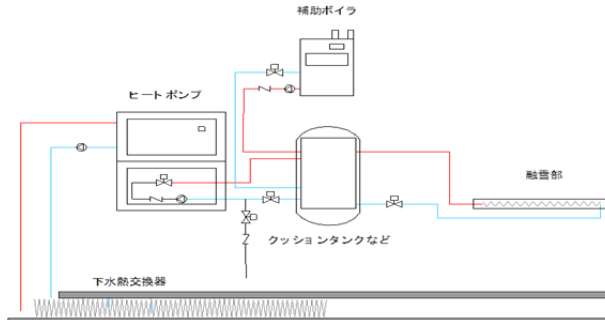 補助ボイラ
ヒートポンプ
融雪部
クッションタンクなど
下水熱交換器